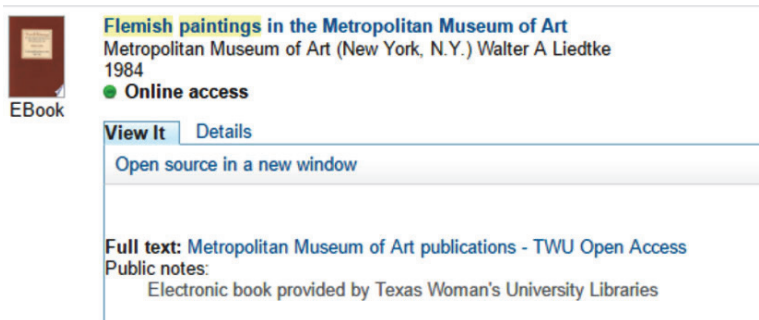 Flemish paintings in the Metropolitan Museum of Art
Metropolitan Museum of Art (New York, N.Y.) Walter A Liedtke
1984
Online access
EBook
View It Details
Open source in a new window
Full text: Metropolitan Museum of Art publications - TWU Open Access
Public notes:
Electronic book provided by Texas Woman's University Libraries